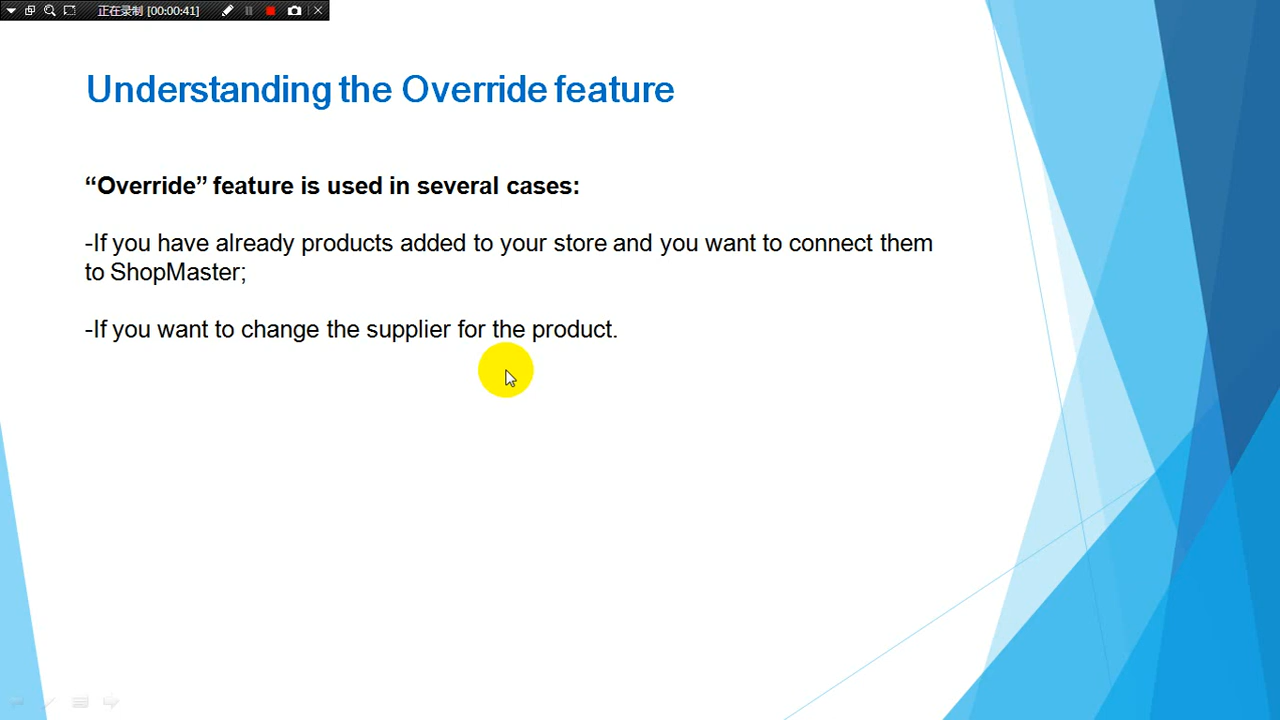 正在录制 [00:00:41]
Understanding the Override feature
“Override” feature is used in several cases:
-If you have already products added to your store and you want to connect them
to ShopMaster;
-If you want to change the supplier for the product.